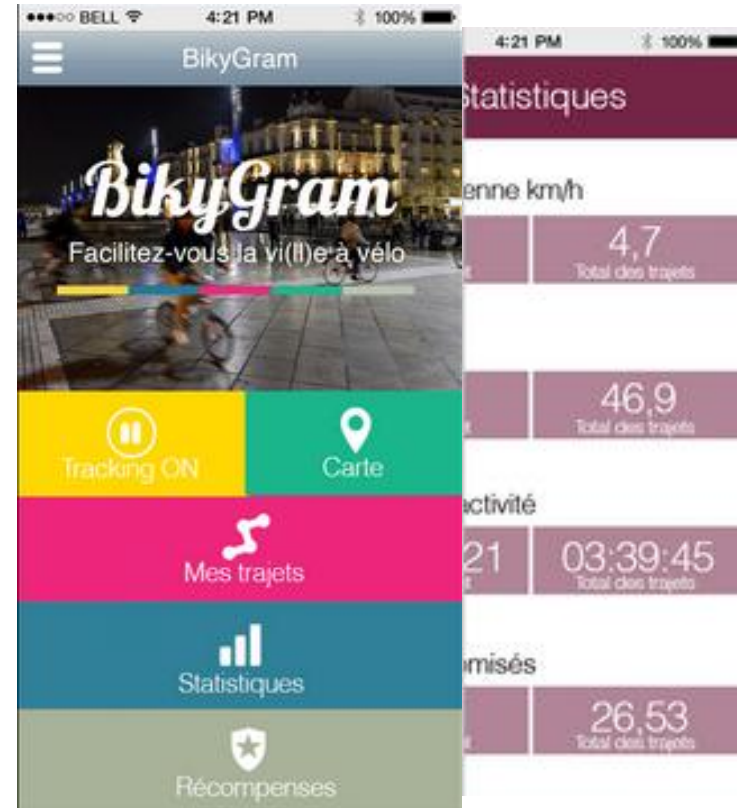 BELL 4:21 PM 100%
BikyGram
BikyGram
Facilitez-vous la vi(ll)e à vélo
Tracking ON
Carte
Mes trajets
Statistiques
Récompenses
4:21 PM 100%
Statistiques
enne km/h
4,7
Total des trajets
46,9
Total des trajets
activité
21 03:39:45
Total des trajets
omisés
26,53
Total des trajets